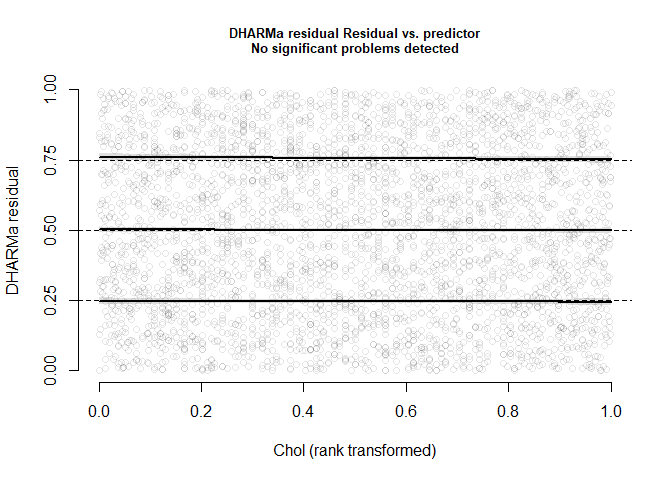 DHARMa residual Residual vs. predictor
No significant problems detected
1.00
0.75
0.50
0.25
0.00
DHARMa residual
0.0 0.2 0.4 0.6 0.8 1.0
Chol (rank transformed)